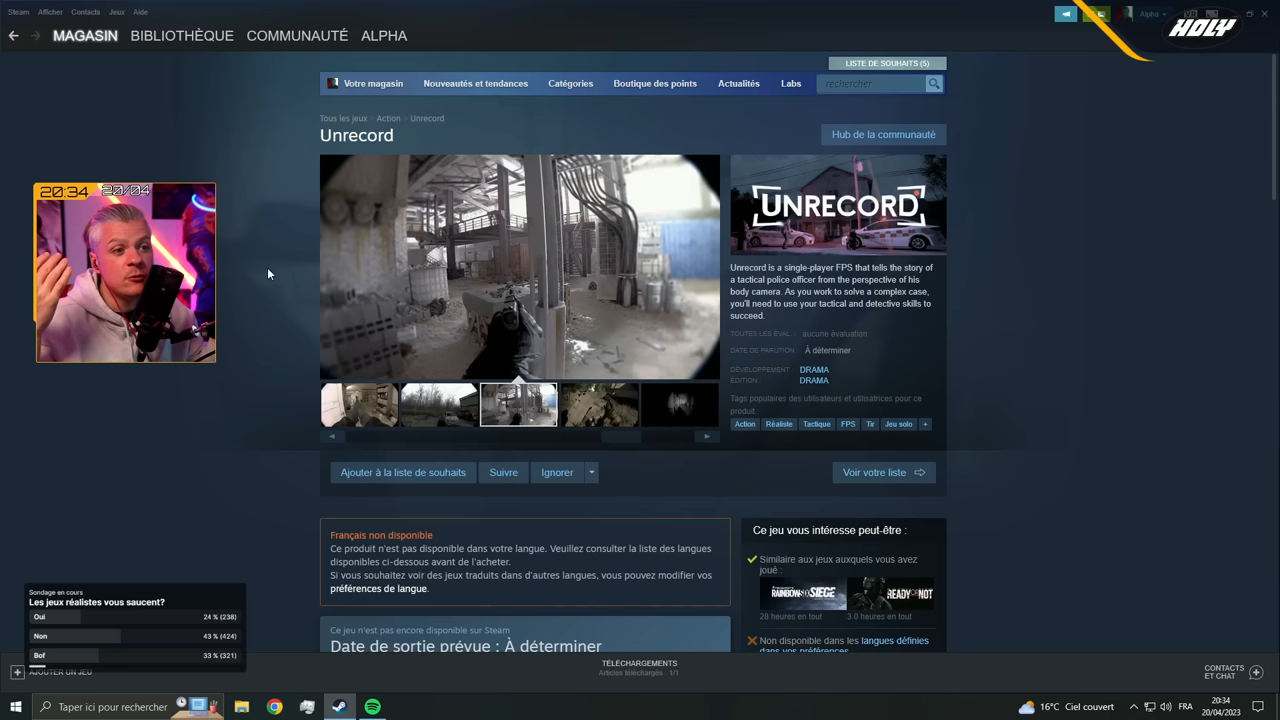 Steam Afficher Contacts Jeux Aide
Alpha
HOLY
MAGASIN BIBLIOTHÈQUE COMMUNAUTÉ ALPHA
LISTE DE SOUHAITS (5)
Votre magasin Nouveautés et tendances Catégories Boutique des points Actualités Labs rechercher
Tous les jeux > Action > Unrecord
Unrecord
Hub de la communauté
20:34 20/04
UNRECORD
Unrecord is a single-player FPS that tells the story
of a tactical police officer from the perspective of his
body camera. As you work to solve a complex case,
you'll need to use your tactical and detective skills to
succeed.
TOUTES LES ÉVAL. : aucune évaluation
DATE DE PARUTION : À déterminer
DÉVELOPPEMENT : DRAMA
ÉDITION : DRAMA
Tags populaires des utilisateurs et utilisatrices pour ce
produit :
Action Réaliste Tactique FPS Tir Jeu solo +
Ajouter à la liste de souhaits Suivre Ignorer
Voir votre liste
Français non disponible
Ce produit n'est pas disponible dans votre langue. Veuillez consulter la liste des langues
disponibles ci-dessous avant de l'acheter.
Si vous souhaitez voir des jeux traduits dans d'autres langues, vous pouvez modifier vos
préférences de langue.
Ce jeu n'est pas encore disponible sur Steam
Date de sortie prévue : À déterminer
Ce jeu vous intéresse peut-être :
Similaire aux jeux auxquels vous avez
joué :
RAINBOW SIX SIEGE READY OR NOT
28 heures en tout 3.0 heures en tout
Non disponible dans les langues définies
dans vos préférences
Sondage en cours
Les jeux réalistes vous saucent?
Oui 24 % (238)
Non 43 % (424)
Bof 33 % (321)
AJOUTER UN JEU
TÉLÉCHARGEMENTS
Articles téléchargés 1/1
CONTACTS
ET CHAT
Taper ici pour rechercher
16°C Ciel couvert
FRA
20:34
20/04/2023